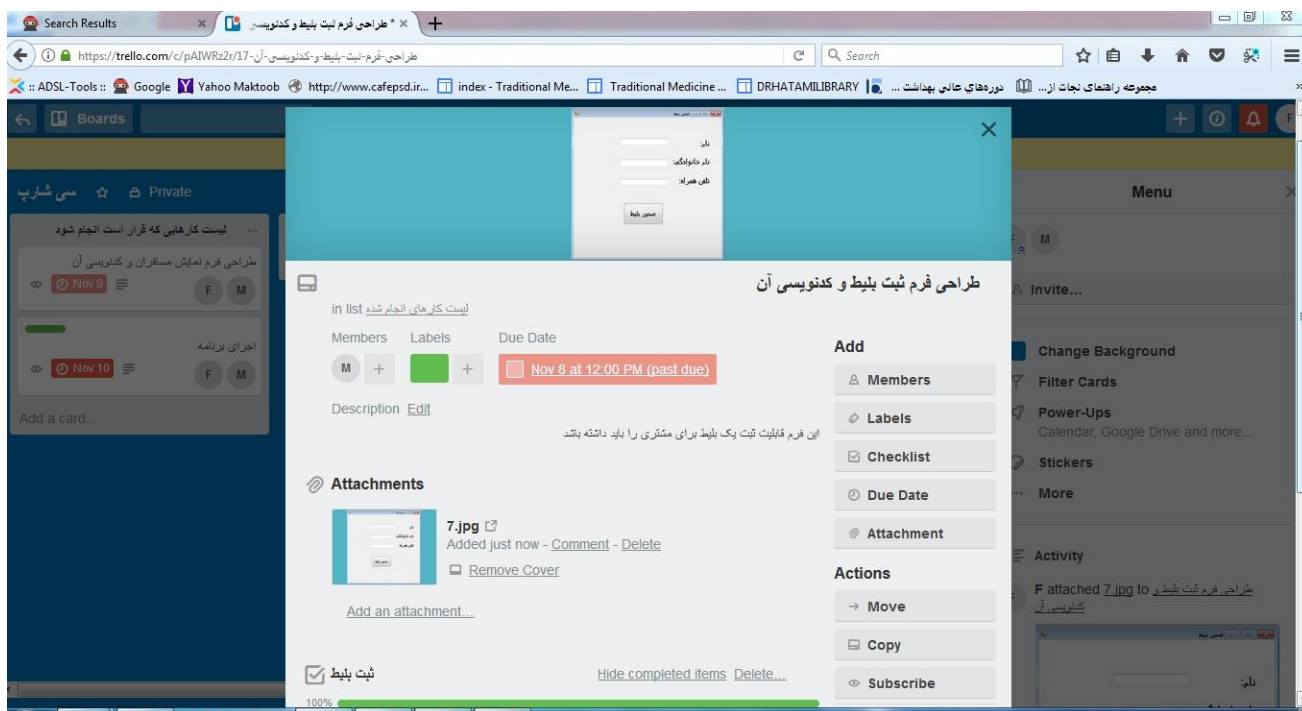 Search Results
* طراحی فرم ثبت بلیط و کدنویسی
https://trello.com/c/pAIWRz2r/17-طراحی-فرم-ثبت-بلیط-و-کدنویسی-آن
Search
:: ADSL-Tools :: Google Yahoo Maktoob http://www.cafepsd.ir... index - Traditional Me... Traditional Medicine ... DRHATAMILIBRARY دوره‌های عالی بهداشت ... مجموعه راهنمای نجات از...
Boards
سی شارپ Private
لیست کارهایی که قرار است انجام شود
طراحی فرم نمایش مسافران و کدنویسی آن
Nov 9
F M
اجرای برنامه
Nov 10
F M
Add a card...
نام:
نام خانوادگی:
تلفن همراه:
صدور بلیط
طراحی فرم ثبت بلیط و کدنویسی آن
in list لیست کارهای انجام شده
Members Labels Due Date
M
Nov 8 at 12:00 PM (past due)
Description Edit
این فرم قابلیت ثبت یک بلیط برای مشتری را باید داشته باشد
Attachments
7.jpg
Added just now - Comment - Delete
Remove Cover
Add an attachment...
ثبت بلیط
Hide completed items Delete...
100%
Add
Members
Labels
Checklist
Due Date
Attachment
Actions
Move
Copy
Subscribe
F
Menu
F M
Invite...
Change Background
Filter Cards
Power-Ups
Calendar, Google Drive and more...
Stickers
More
Activity
F attached 7.jpg to طراحی فرم ثبت بلیط و
کدنویسی آن
نام: